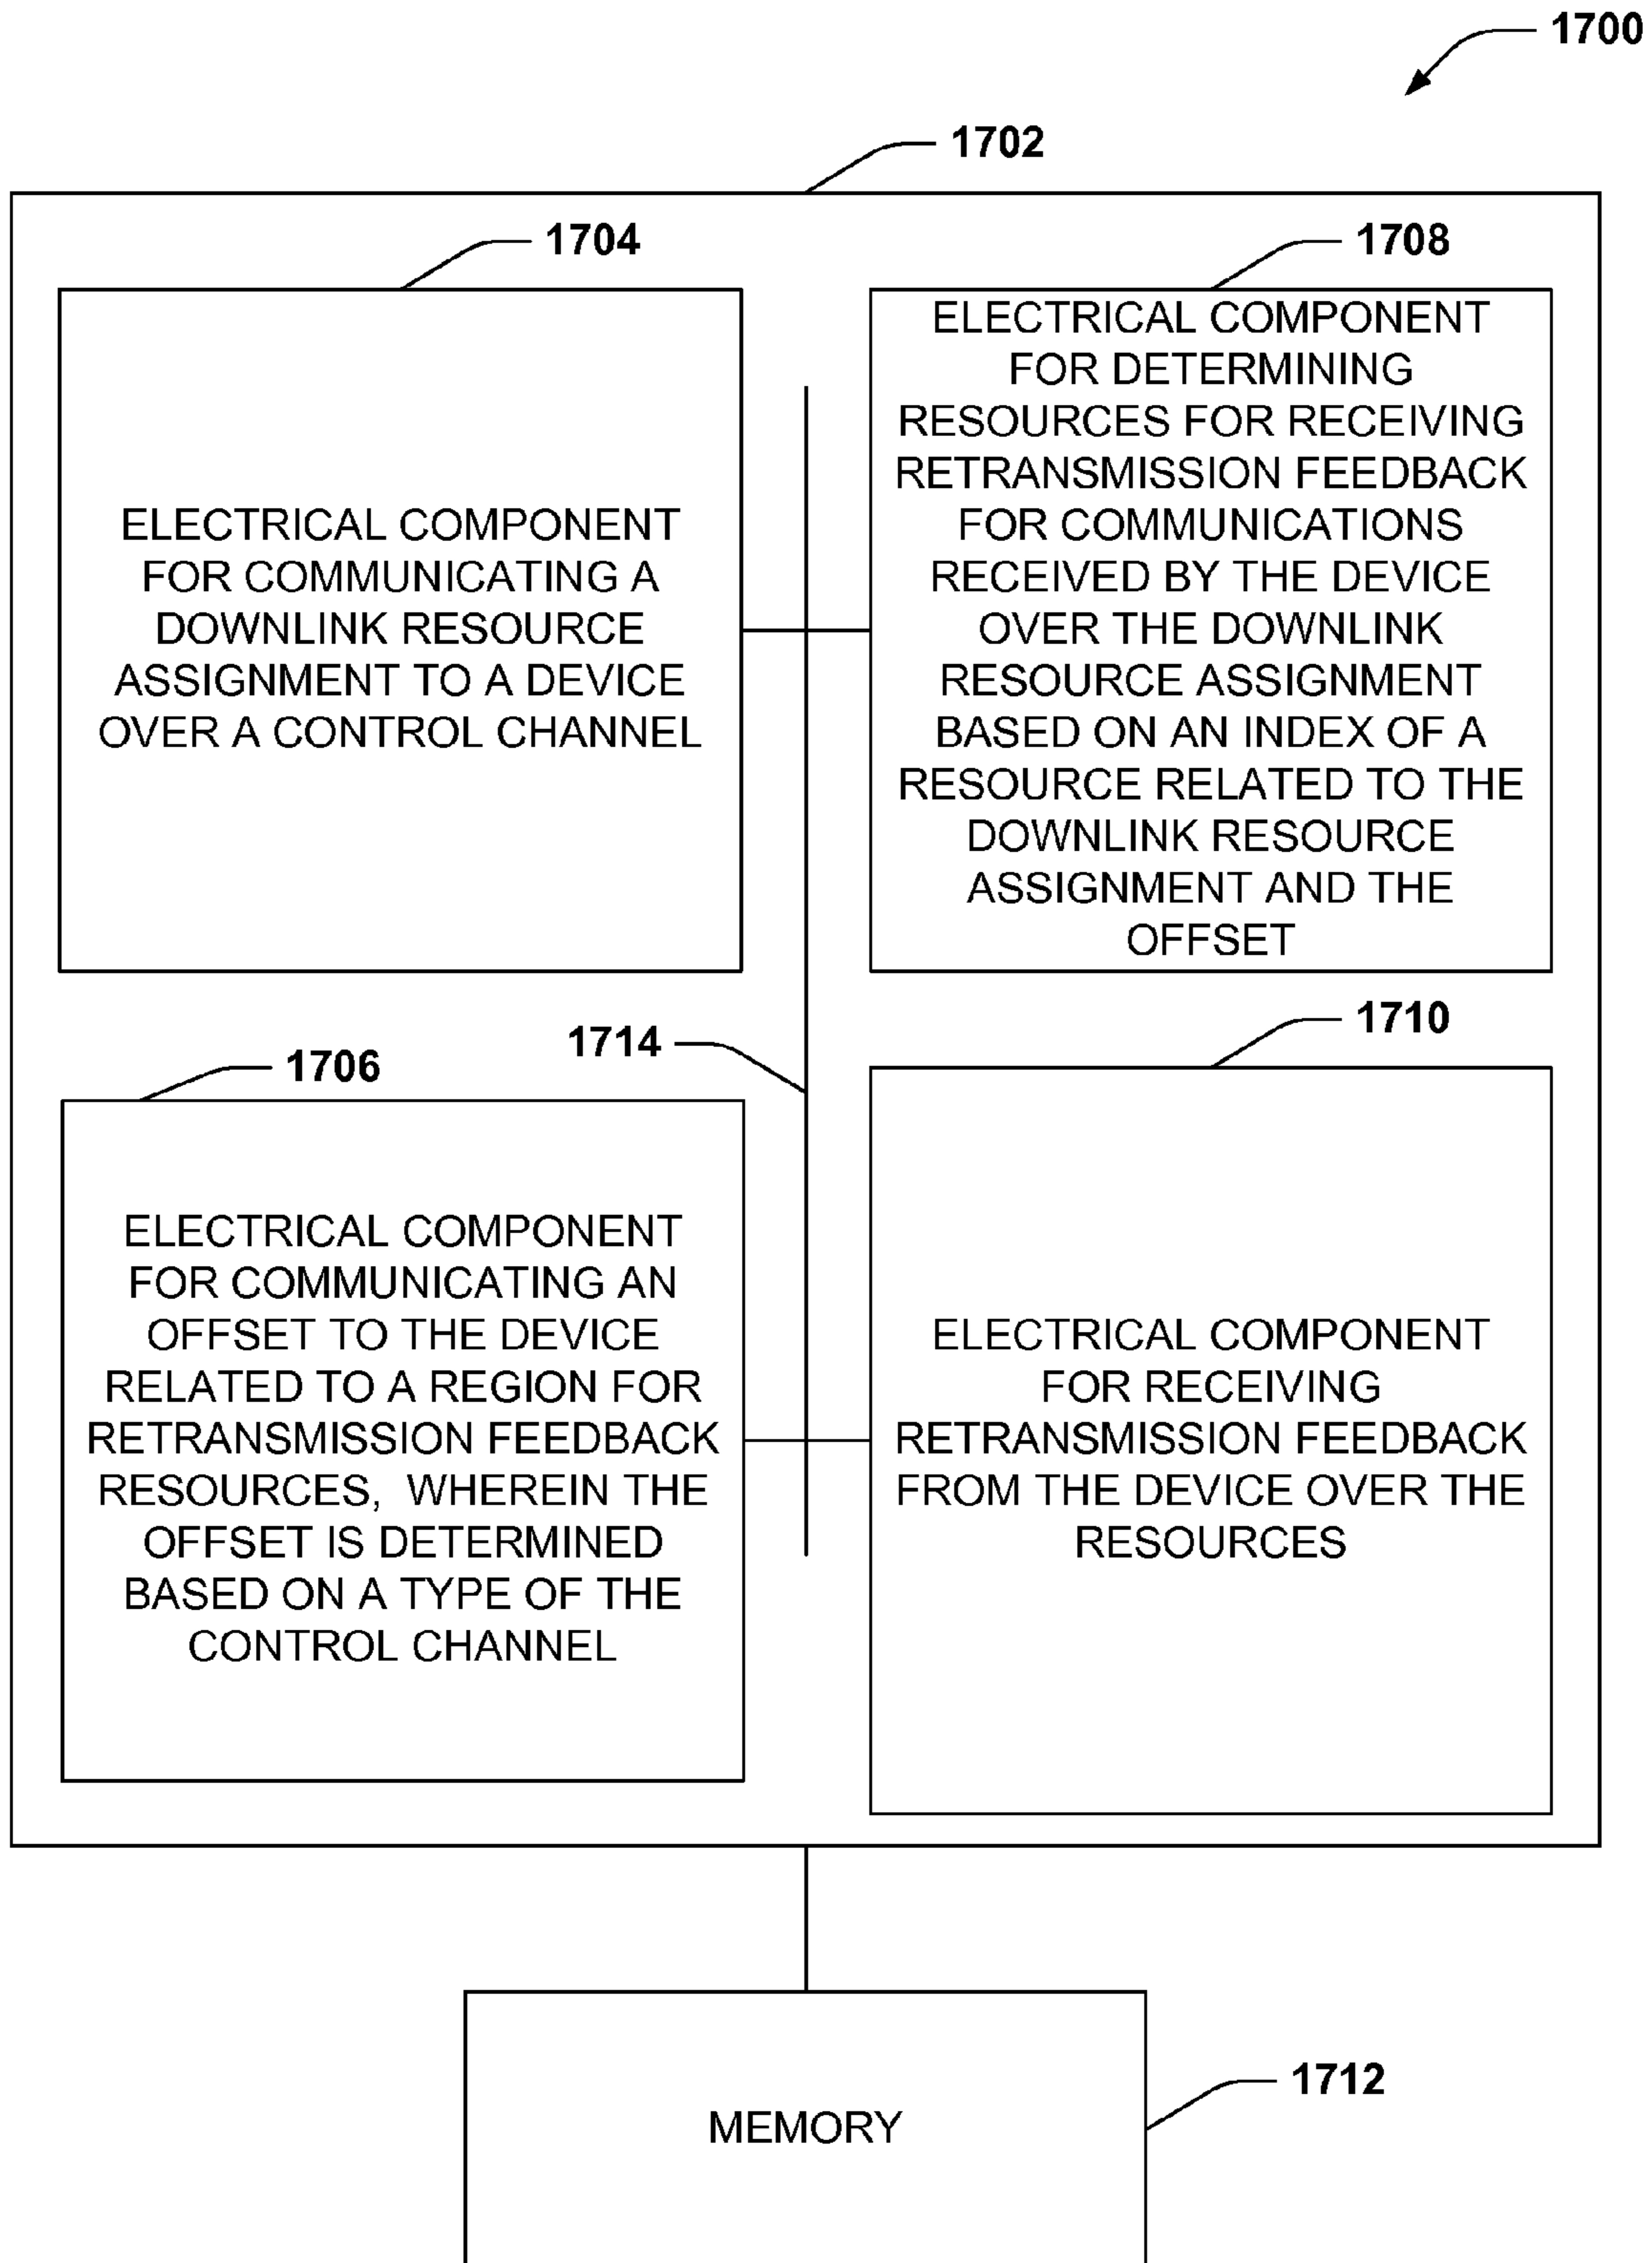 1700
1702
1704
ELECTRICAL COMPONENT
FOR COMMUNICATING A
DOWNLINK RESOURCE
ASSIGNMENT TO A DEVICE
OVER A CONTROL CHANNEL
1708
ELECTRICAL COMPONENT
FOR DETERMINING
RESOURCES FOR RECEIVING
RETRANSMISSION FEEDBACK
FOR COMMUNICATIONS
RECEIVED BY THE DEVICE
OVER THE DOWNLINK
RESOURCE ASSIGNMENT
BASED ON AN INDEX OF A
RESOURCE RELATED TO THE
DOWNLINK RESOURCE
ASSIGNMENT AND THE
OFFSET
1706
ELECTRICAL COMPONENT
FOR COMMUNICATING AN
OFFSET TO THE DEVICE
RELATED TO A REGION FOR
RETRANSMISSION FEEDBACK
RESOURCES, WHEREIN THE
OFFSET IS DETERMINED
BASED ON A TYPE OF THE
CONTROL CHANNEL
1714
1710
ELECTRICAL COMPONENT
FOR RECEIVING
RETRANSMISSION FEEDBACK
FROM THE DEVICE OVER THE
RESOURCES
MEMORY
1712